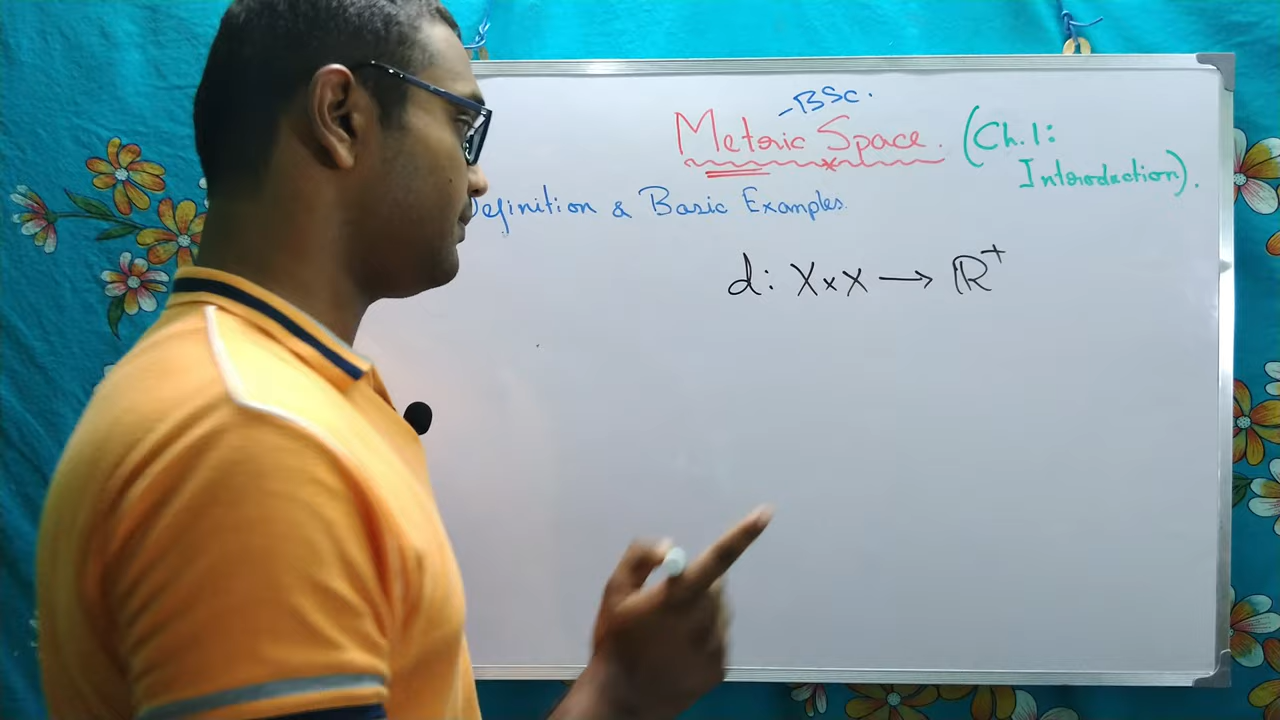 -BSc.
Metric Space. (Ch.1:
Introduction).
Definition & Basic Examples.
d: X×X → ℝ⁺